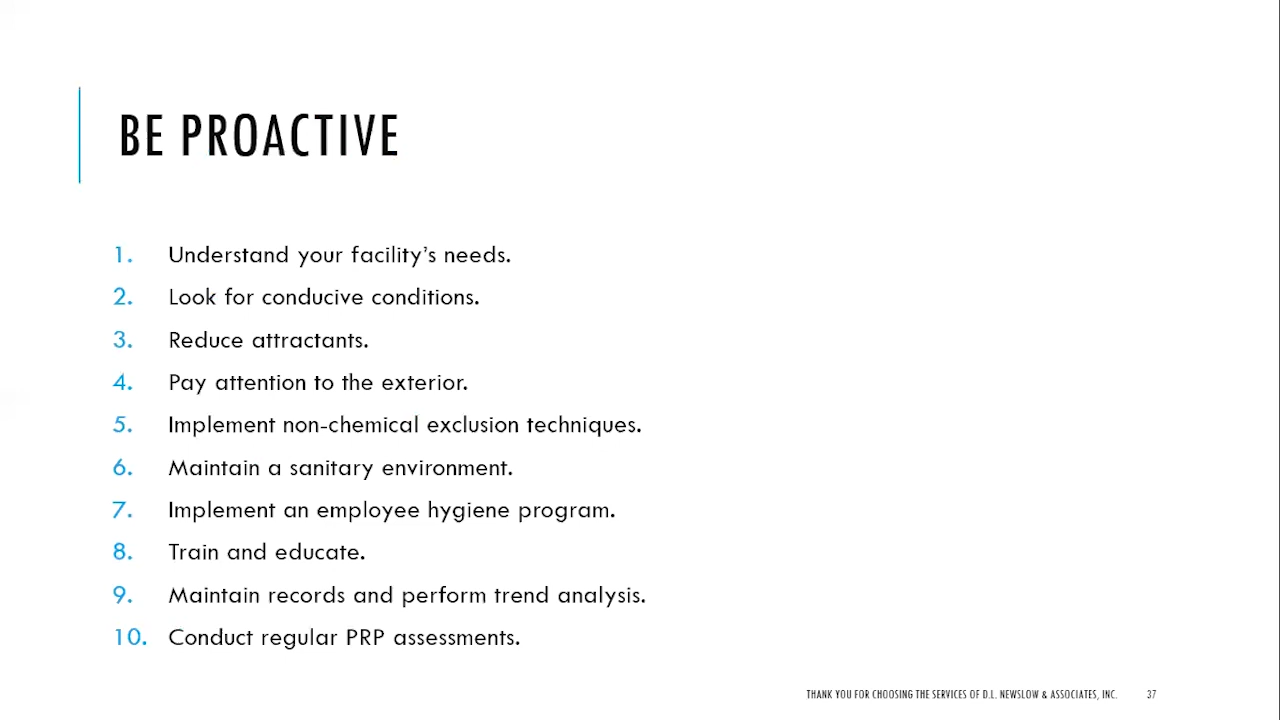 BE PROACTIVE
1. Understand your facility's needs.
2. Look for conducive conditions.
3. Reduce attractants.
4. Pay attention to the exterior.
5. Implement non-chemical exclusion techniques.
6. Maintain a sanitary environment.
7. Implement an employee hygiene program.
8. Train and educate.
9. Maintain records and perform trend analysis.
10. Conduct regular PRP assessments.
THANK YOU FOR CHOOSING THE SERVICES OF D.L. NEWSLOW & ASSOCIATES, INC. 37